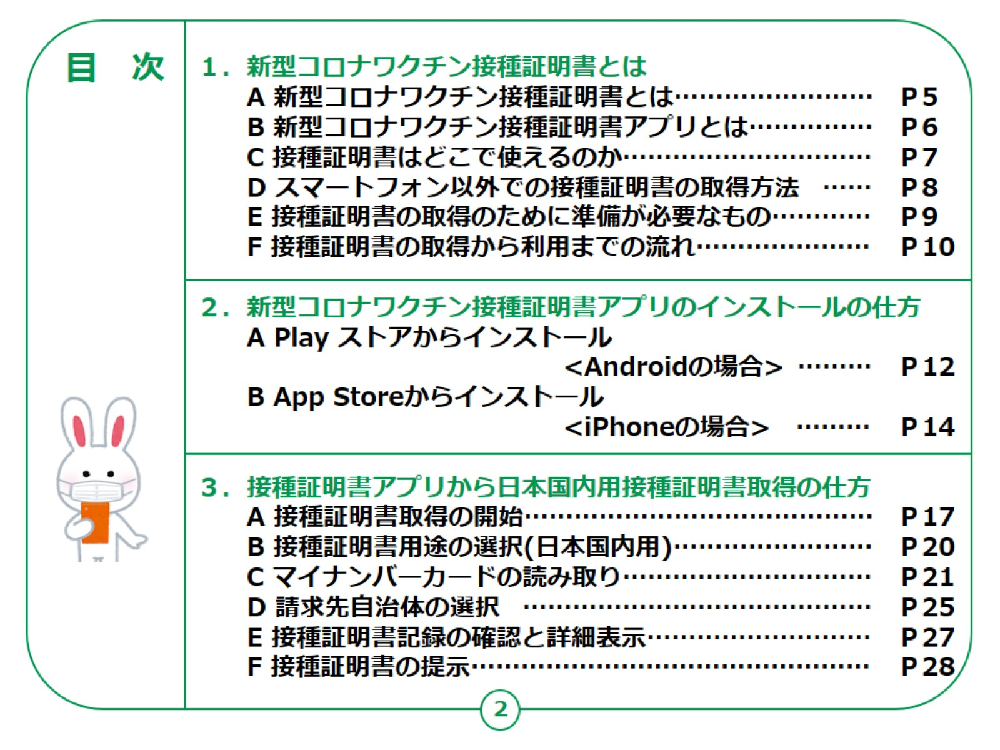 目　次
1．新型コロナワクチン接種証明書とは
A 新型コロナワクチン接種証明書とは……………………　P5
B 新型コロナワクチン接種証明書アプリとは……………　P6
C 接種証明書はどこで使えるのか…………………………　P7
D スマートフォン以外での接種証明書の取得方法　……　P8
E 接種証明書の取得のために準備が必要なもの…………　P9
F 接種証明書の取得から利用までの流れ…………………　P10
2．新型コロナワクチン接種証明書アプリのインストールの仕方
A Play ストアからインストール
<Androidの場合> ………　P12
B App Storeからインストール
<iPhoneの場合>　………　P14
3．接種証明書アプリから日本国内用接種証明書取得の仕方
A 接種証明書取得の開始……………………………………　P17
B 接種証明書用途の選択(日本国内用)……………………　P20
C マイナンバーカードの読み取り…………………………　P21
D 請求先自治体の選択　……………………………………　P25
E 接種証明書記録の確認と詳細表示………………………　P27
F 接種証明書の提示…………………………………………　P28
2